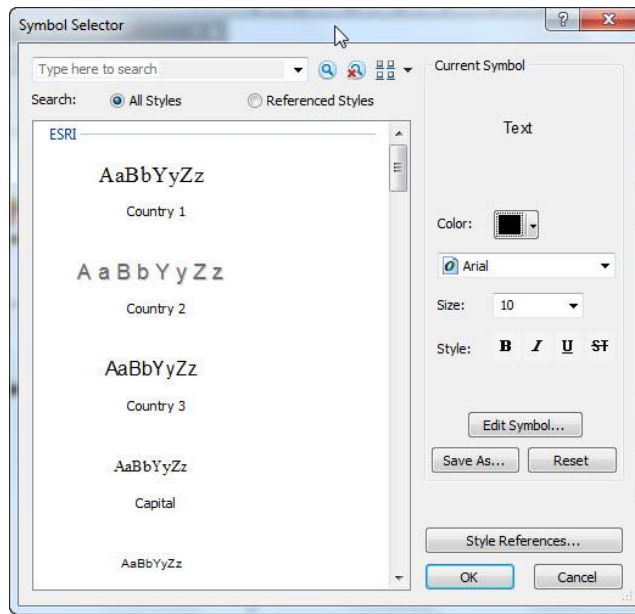 Symbol Selector
Type here to search
Search: All Styles Referenced Styles
ESRI
AaBbYyZz
Country 1
AaBbYyZz
Country 2
AaBbYyZz
Country 3
AaBbYyZz
Capital
AaBbYyZz
Current Symbol
Text
Color:
Arial
Size: 10
Style: B I U ST
Edit Symbol...
Save As... Reset
Style References...
OK Cancel